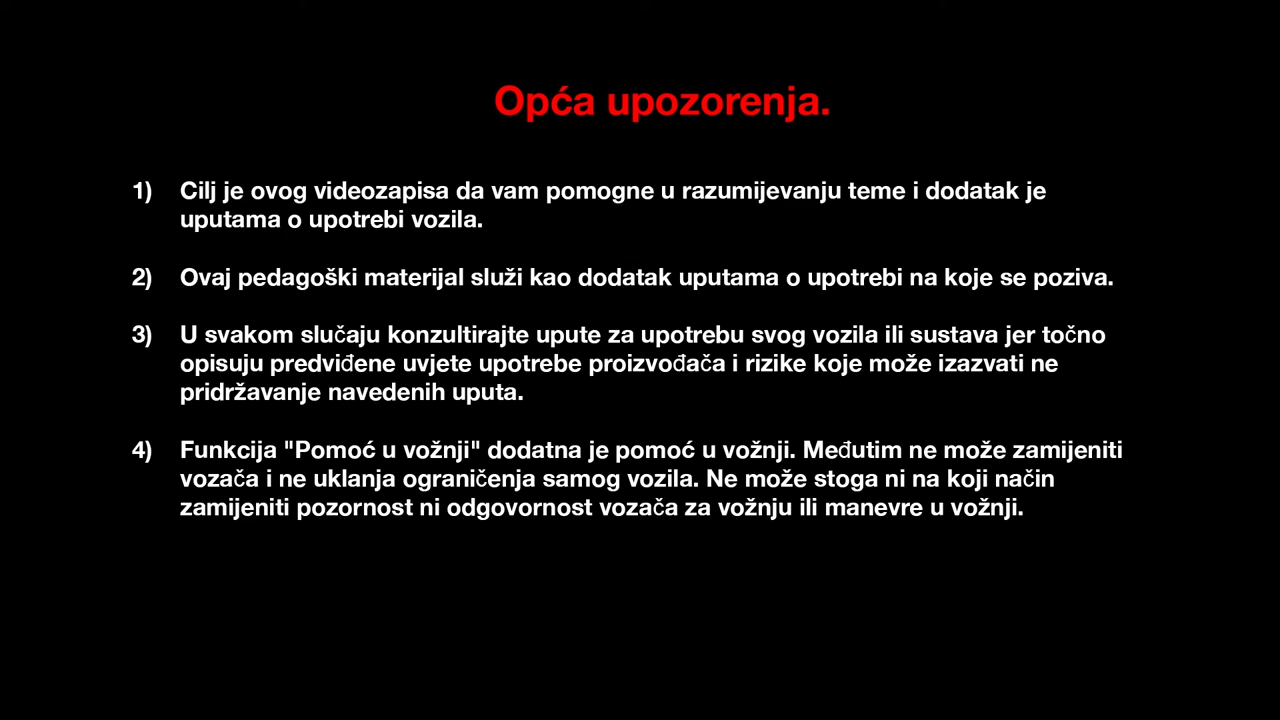 Opća upozorenja.
1) Cilj je ovog videozapisa da vam pomogne u razumijevanju teme i dodatak je
uputama o upotrebi vozila.
2) Ovaj pedagoški materijal služi kao dodatak uputama o upotrebi na koje se poziva.
3) U svakom slučaju konzultirajte upute za upotrebu svog vozila ili sustava jer točno
opisuju predviđene uvjete upotrebe proizvođača i rizike koje može izazvati ne
pridržavanje navedenih uputa.
4) Funkcija "Pomoć u vožnji" dodatna je pomoć u vožnji. Međutim ne može zamijeniti
vozača i ne uklanja ograničenja samog vozila. Ne može stoga ni na koji način
zamijeniti pozornost ni odgovornost vozača za vožnju ili manevre u vožnji.